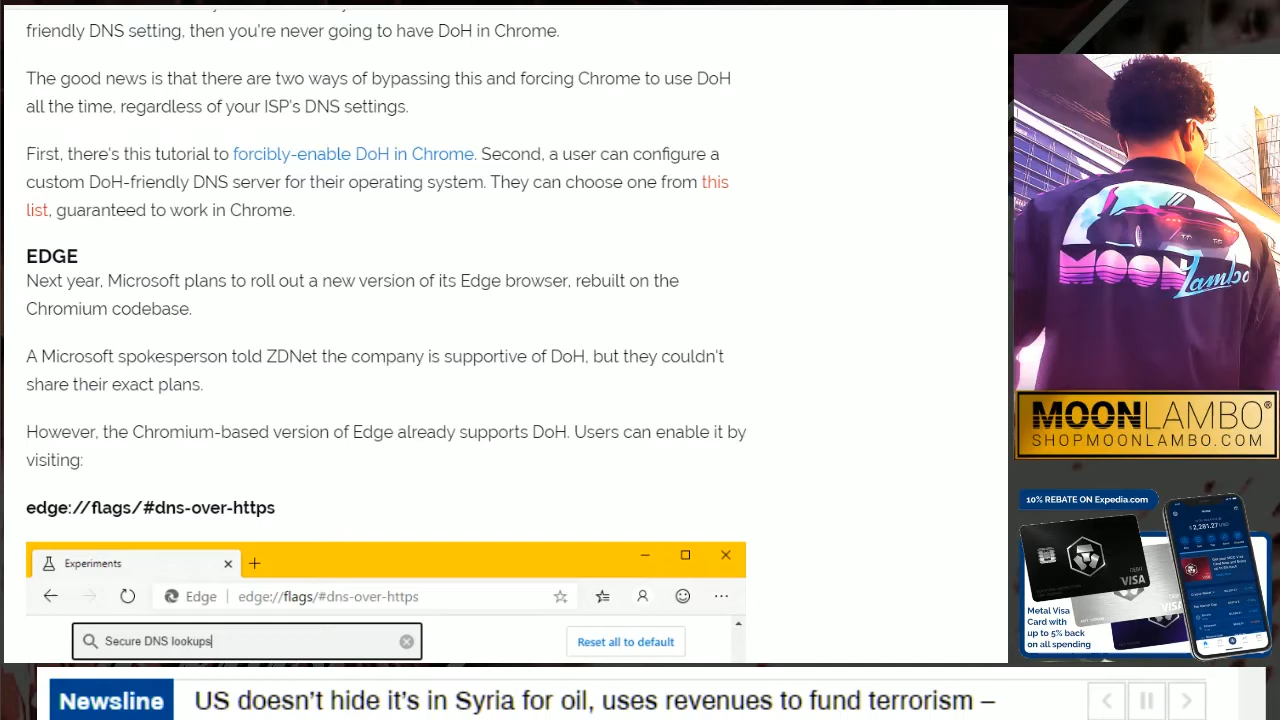 friendly DNS setting, then you're never going to have DoH in Chrome.
The good news is that there are two ways of bypassing this and forcing Chrome to use DoH
all the time, regardless of your ISP's DNS settings.
First, there's this tutorial to forcibly-enable DoH in Chrome. Second, a user can configure a
custom DoH-friendly DNS server for their operating system. They can choose one from this
list, guaranteed to work in Chrome.
EDGE
Next year, Microsoft plans to roll out a new version of its Edge browser, rebuilt on the
Chromium codebase.
A Microsoft spokesperson told ZDNet the company is supportive of DoH, but they couldn't
share their exact plans.
However, the Chromium-based version of Edge already supports DoH. Users can enable it by
visiting:
edge://flags/#dns-over-https
Experiments
Edge
edge://flags/#dns-over-https
Secure DNS lookups
Reset all to default
MOON Lambo
MOONLAMBO®
SHOPMOONLAMBO.COM
10% REBATE ON Expedia.com
2,281.27
DEBIT
VISA
Metal Visa
Card with
up to 5% back
on all spending
Newsline
US doesn't hide it's in Syria for oil, uses revenues to fund terrorism –